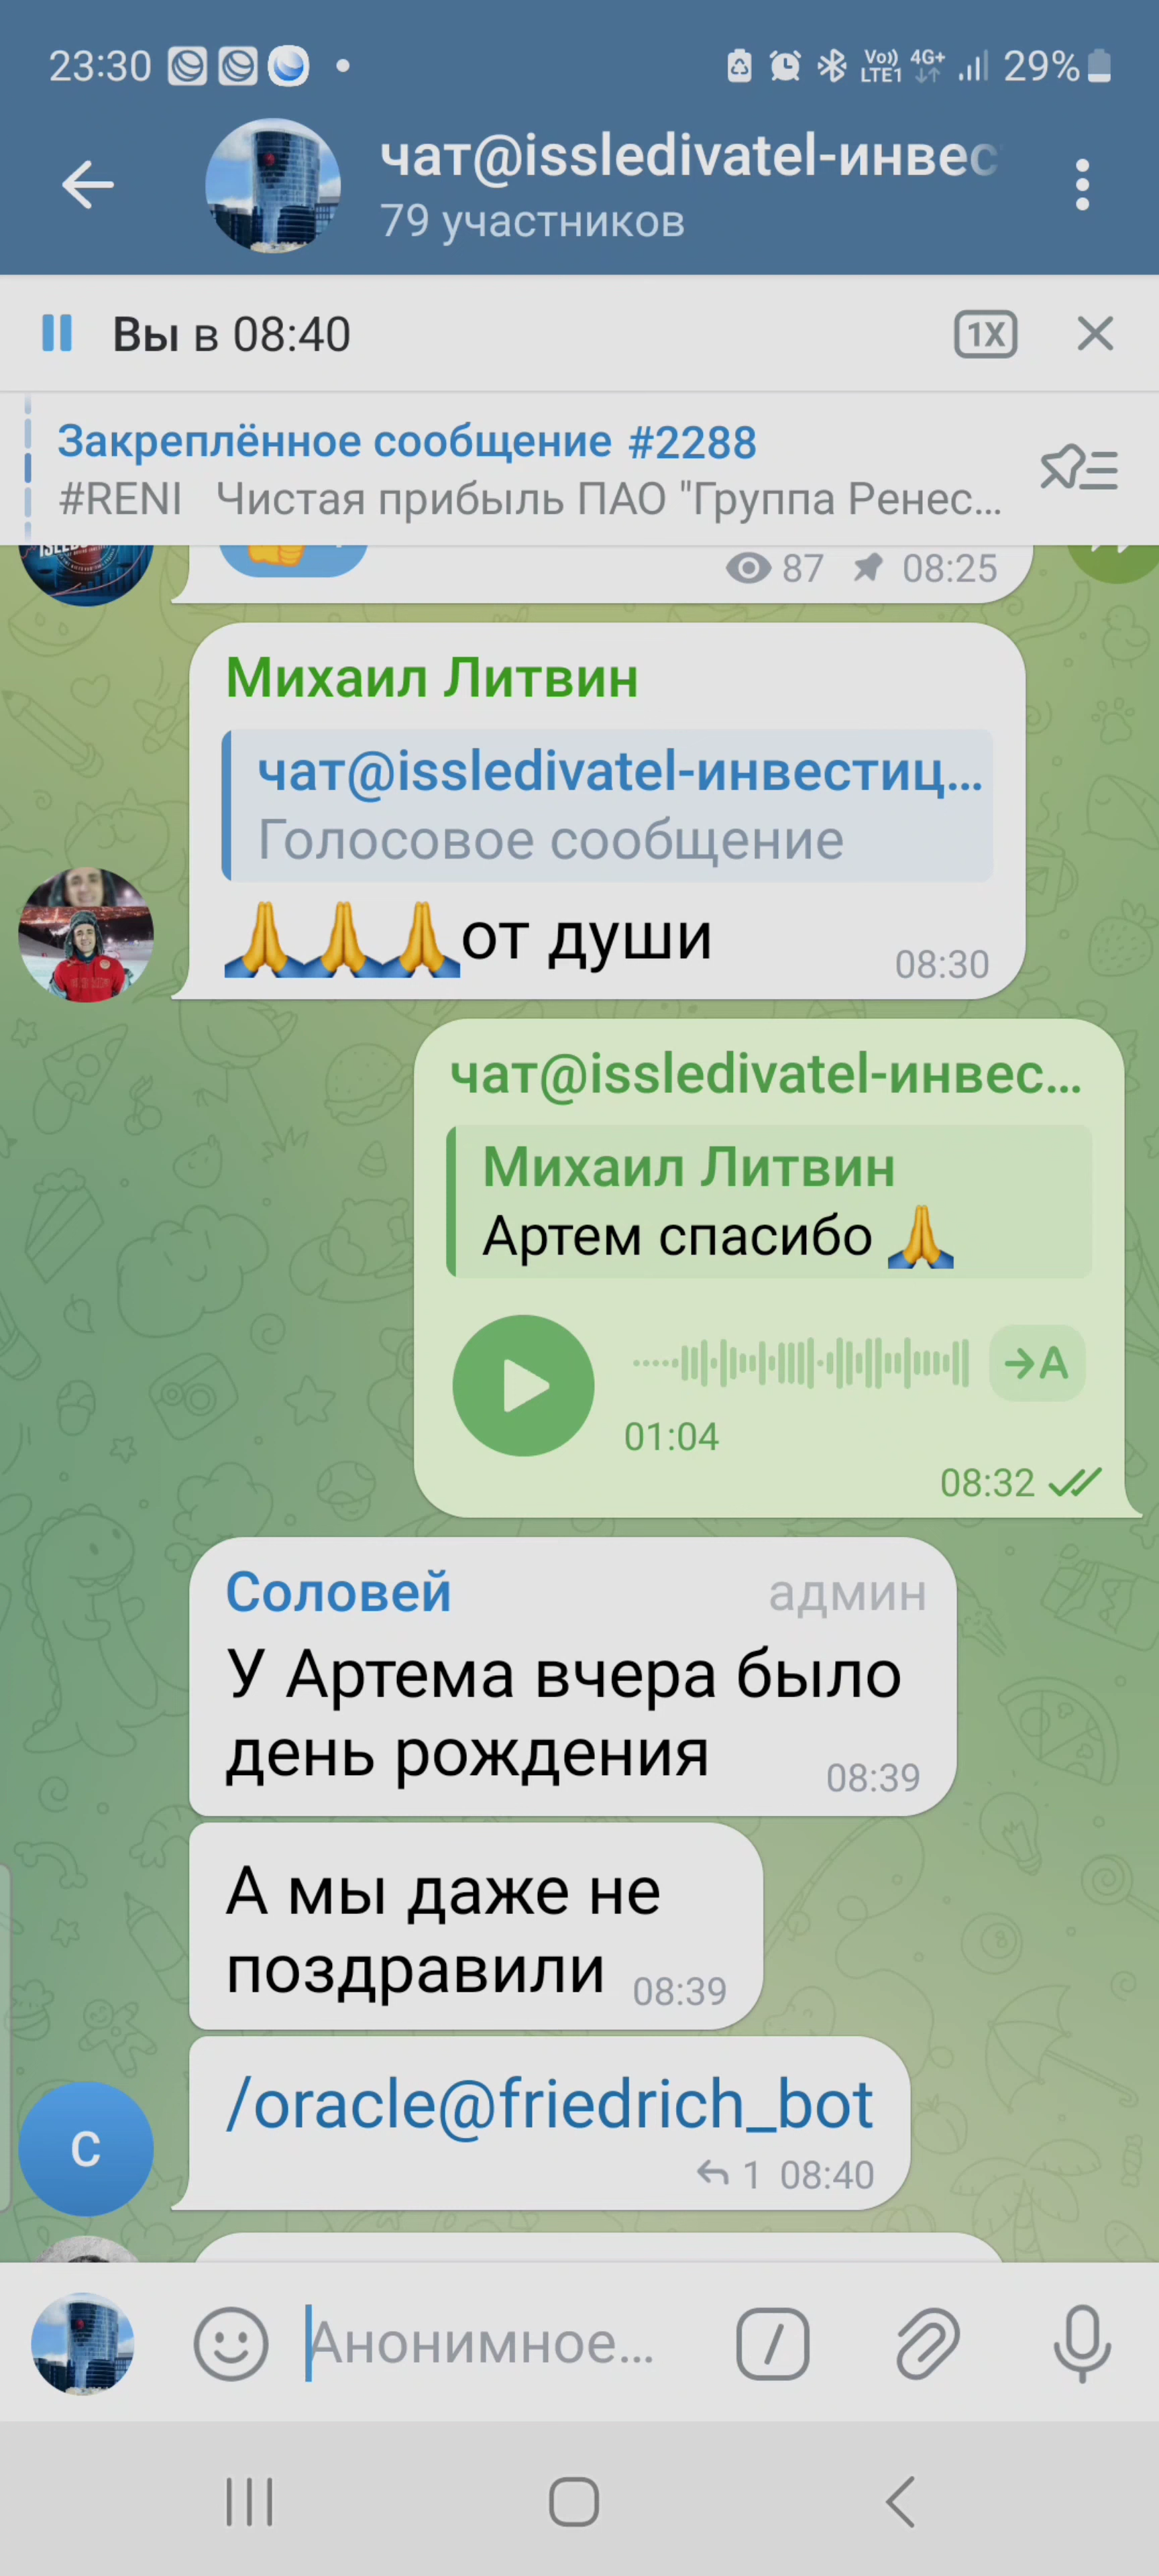 23:30
Vo)) LTE1 4G+ 29%
чат@issledivatel-инвес
79 участников
Вы в 08:40
1X
Закреплённое сообщение #2288
#RENI Чистая прибыль ПАО "Группа Ренес...
87 08:25
Михаил Литвин
чат@issledivatel-инвестиц...
Голосовое сообщение
🙏🙏🙏от души
08:30
чат@issledivatel-инвес...
Михаил Литвин
Артем спасибо 🙏
→A
01:04
08:32
Соловей админ
У Артема вчера было
день рождения 08:39
А мы даже не
поздравили 08:39
/oracle@friedrich_bot
С
1 08:40
Анонимное...